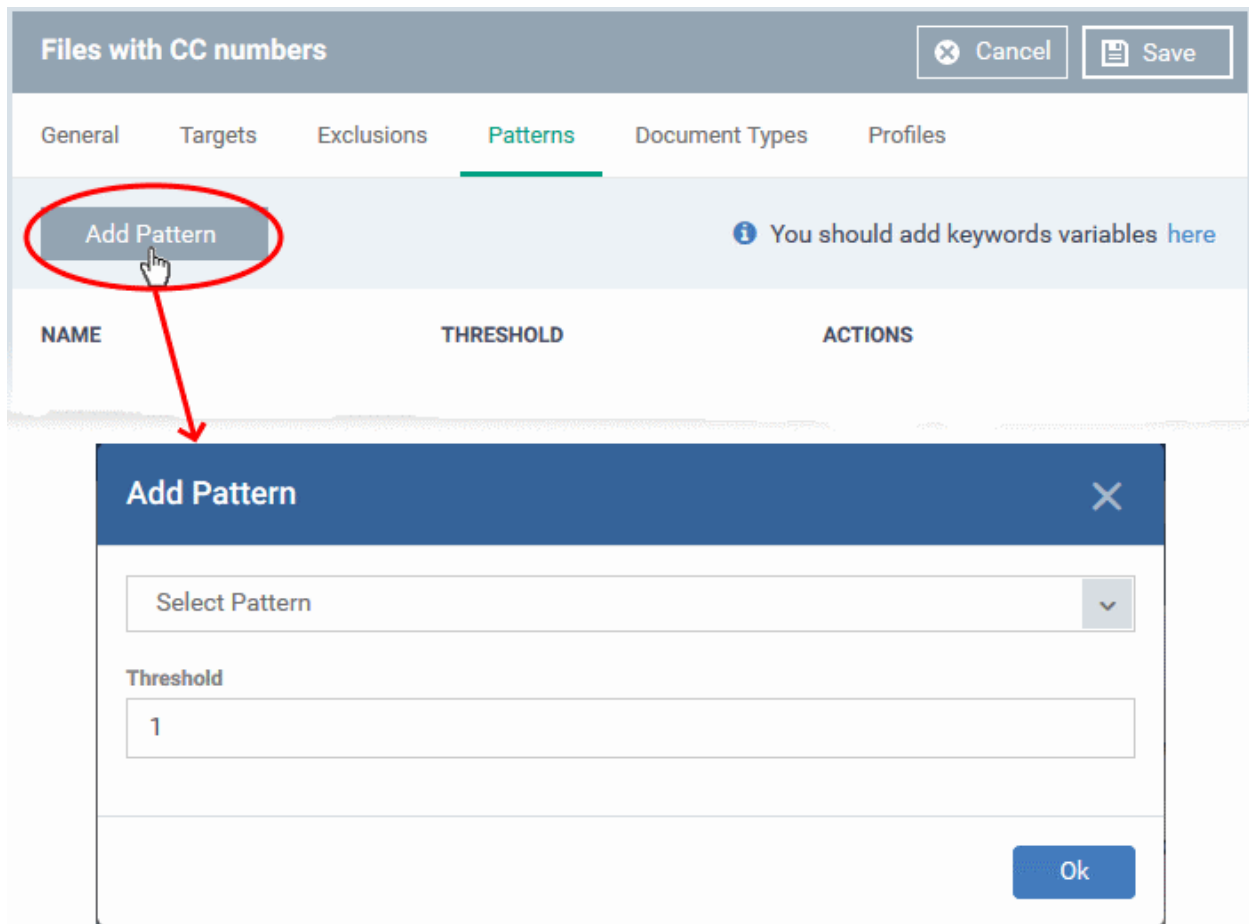 Files with CC numbers Cancel Save
General Targets Exclusions Patterns Document Types Profiles
Add Pattern You should add keywords variables here
NAME THRESHOLD ACTIONS
Add Pattern
Select Pattern
Threshold
1
Ok